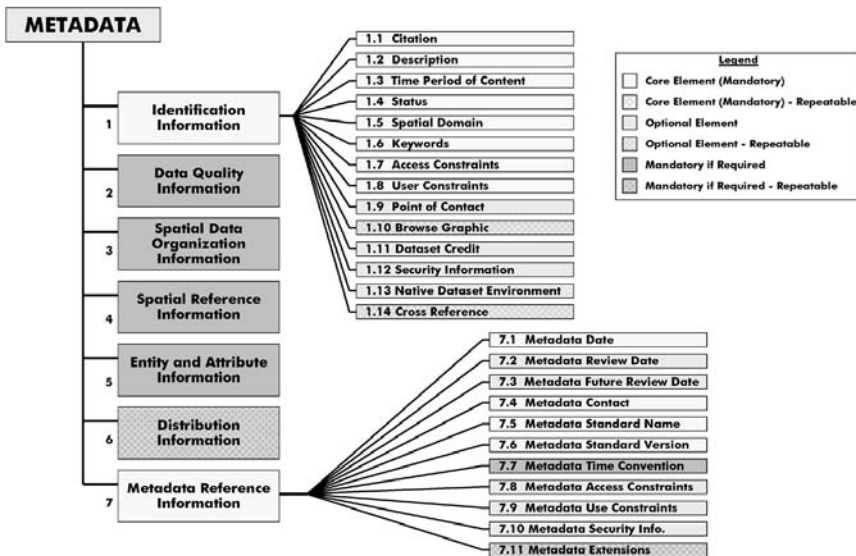 METADATA
1
Identification
Information
2
Data Quality
Information
3
Spatial Data
Organization
Information
4
Spatial Reference
Information
5
Entity and Attribute
Information
6
Distribution
Information
7
Metadata Reference
Information
1.1 Citation
1.2 Description
1.3 Time Period of Content
1.4 Status
1.5 Spatial Domain
1.6 Keywords
1.7 Access Constraints
1.8 User Constraints
1.9 Point of Contact
1.10 Browse Graphic
1.11 Dataset Credit
1.12 Security Information
1.13 Native Dataset Environment
1.14 Cross Reference
7.1 Metadata Date
7.2 Metadata Review Date
7.3 Metadata Future Review Date
7.4 Metadata Contact
7.5 Metadata Standard Name
7.6 Metadata Standard Version
7.7 Metadata Time Convention
7.8 Metadata Access Constraints
7.9 Metadata Use Constraints
7.10 Metadata Security Info.
7.11 Metadata Extensions
Legend
Core Element (Mandatory)
Core Element (Mandatory) - Repeatable
Optional Element
Optional Element - Repeatable
Mandatory if Required
Mandatory if Required - Repeatable